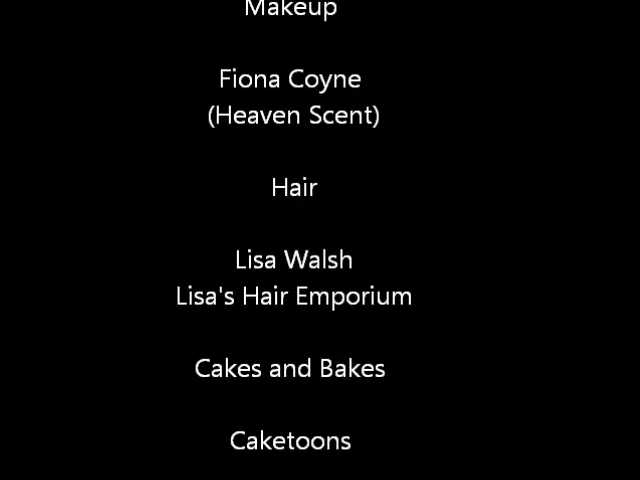 Makeup
Fiona Coyne
(Heaven Scent)
Hair
Lisa Walsh
Lisa's Hair Emporium
Cakes and Bakes
Caketoons